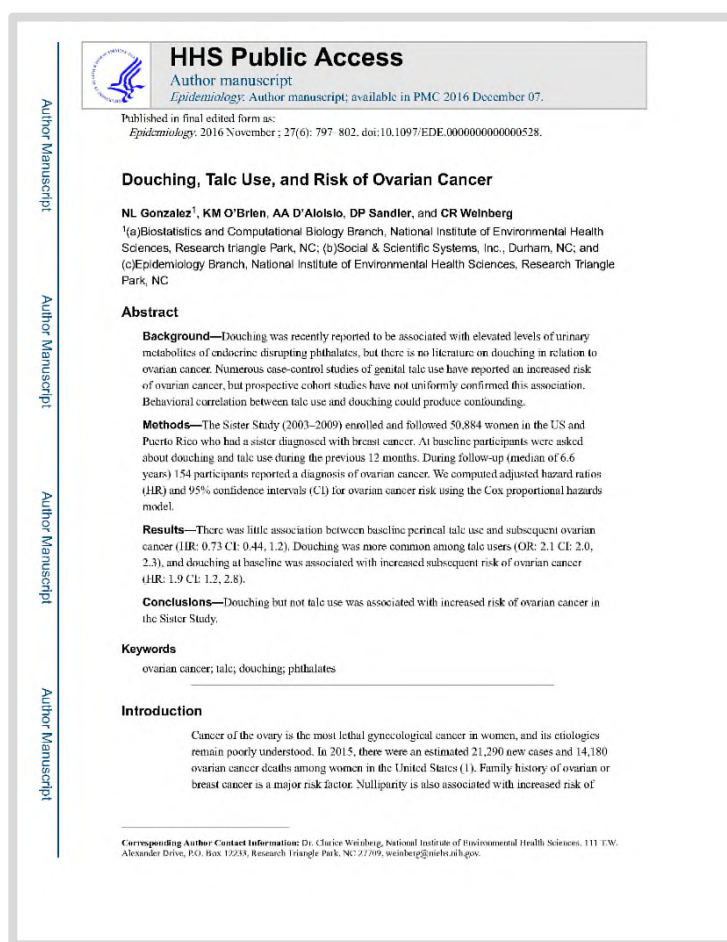 HHS Public Access
Author manuscript
Epidemiology. Author manuscript; available in PMC 2016 December 07.
Published in final edited form as:
Epidemiology. 2016 November ; 27(6): 797–802. doi:10.1097/EDE.0000000000000528.
Douching, Talc Use, and Risk of Ovarian Cancer
NL Gonzalez1, KM O'Brien, AA D'Aloisio, DP Sandler, and CR Weinberg
1(a)Biostatistics and Computational Biology Branch, National Institute of Environmental Health
Sciences, Research triangle Park, NC; (b)Social & Scientific Systems, Inc., Durham, NC; and
(c)Epidemiology Branch, National Institute of Environmental Health Sciences, Research Triangle
Park, NC
Abstract
Background—Douching was recently reported to be associated with elevated levels of urinary
metabolites of endocrine disrupting phthalates, but there is no literature on douching in relation to
ovarian cancer. Numerous case-control studies of genital talc use have reported an increased risk
of ovarian cancer, but prospective cohort studies have not uniformly confirmed this association.
Behavioral correlation between talc use and douching could produce confounding.
Methods—The Sister Study (2003–2009) enrolled and followed 50,884 women in the US and
Puerto Rico who had a sister diagnosed with breast cancer. At baseline participants were asked
about douching and talc use during the previous 12 months. During follow-up (median of 6.6
years) 154 participants reported a diagnosis of ovarian cancer. We computed adjusted hazard ratios
(HR) and 95% confidence intervals (CI) for ovarian cancer risk using the Cox proportional hazards
model.
Results—There was little association between baseline perineal talc use and subsequent ovarian
cancer (HR: 0.73 CI: 0.44, 1.2). Douching was more common among talc users (OR: 2.1 CI: 2.0,
2.3), and douching at baseline was associated with increased subsequent risk of ovarian cancer
(HR: 1.9 CI: 1.2, 2.8).
Conclusions—Douching but not talc use was associated with increased risk of ovarian cancer in
the Sister Study.
Keywords
ovarian cancer; talc; douching; phthalates
Introduction
Cancer of the ovary is the most lethal gynecological cancer in women, and its etiologies
remain poorly understood. In 2015, there were an estimated 21,290 new cases and 14,180
ovarian cancer deaths among women in the United States (1). Family history of ovarian or
breast cancer is a major risk factor. Nulliparity is also associated with increased risk of
Corresponding Author Contact Information: Dr. Clarice Weinberg, National Institute of Environmental Health Sciences, 111 T.W.
Alexander Drive, P.O. Box 12233, Research Triangle Park, NC 27709, weinberg@niehs.nih.gov.
Author Manuscript
Author Manuscript
Author Manuscript
Author Manuscript